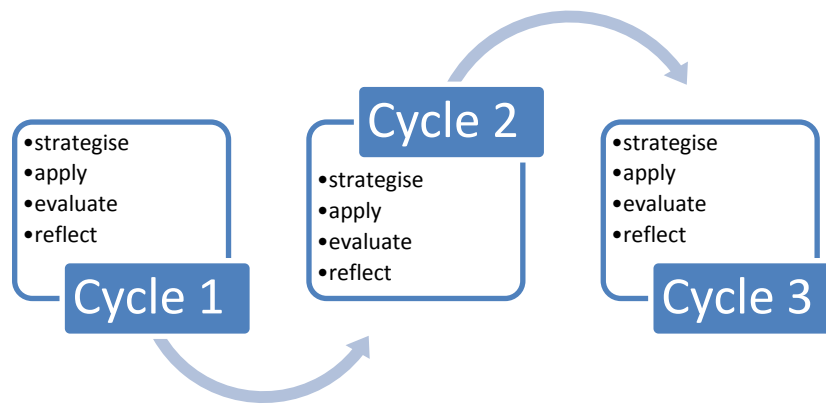 •strategise
•apply
•evaluate
•reflect
Cycle 1
Cycle 2
•strategise
•apply
•evaluate
•reflect
•strategise
•apply
•evaluate
•reflect
Cycle 3